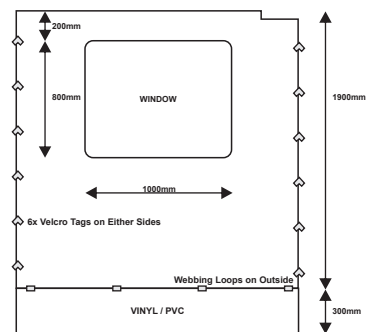 200mm
800mm
WINDOW
1900mm
1000mm
6x Velcro Tags on Either Sides
Webbing Loops on Outside
VINYL / PVC
300mm